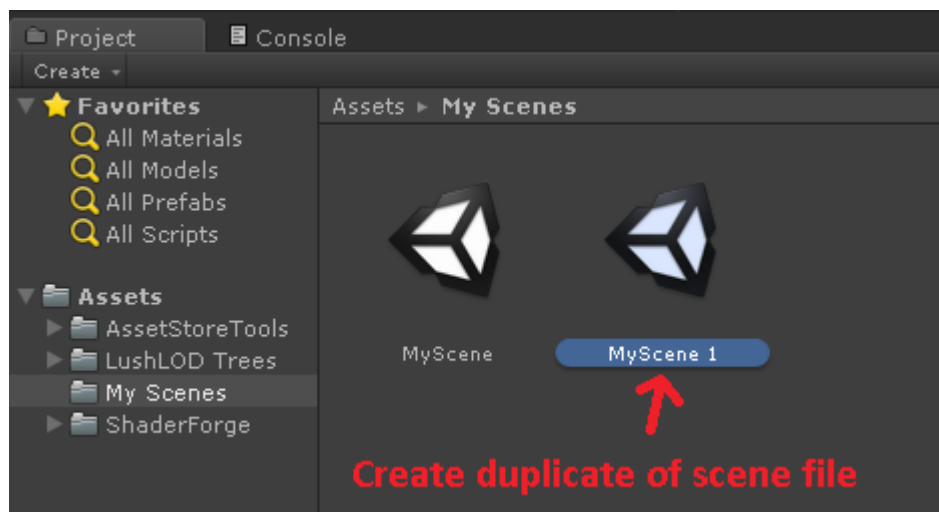 Project
Console
Create
Favorites
All Materials
All Models
All Prefabs
All Scripts
Assets
AssetStoreTools
LushLOD Trees
My Scenes
ShaderForge
Assets ▸ My Scenes
MyScene
MyScene 1
Create duplicate of scene file